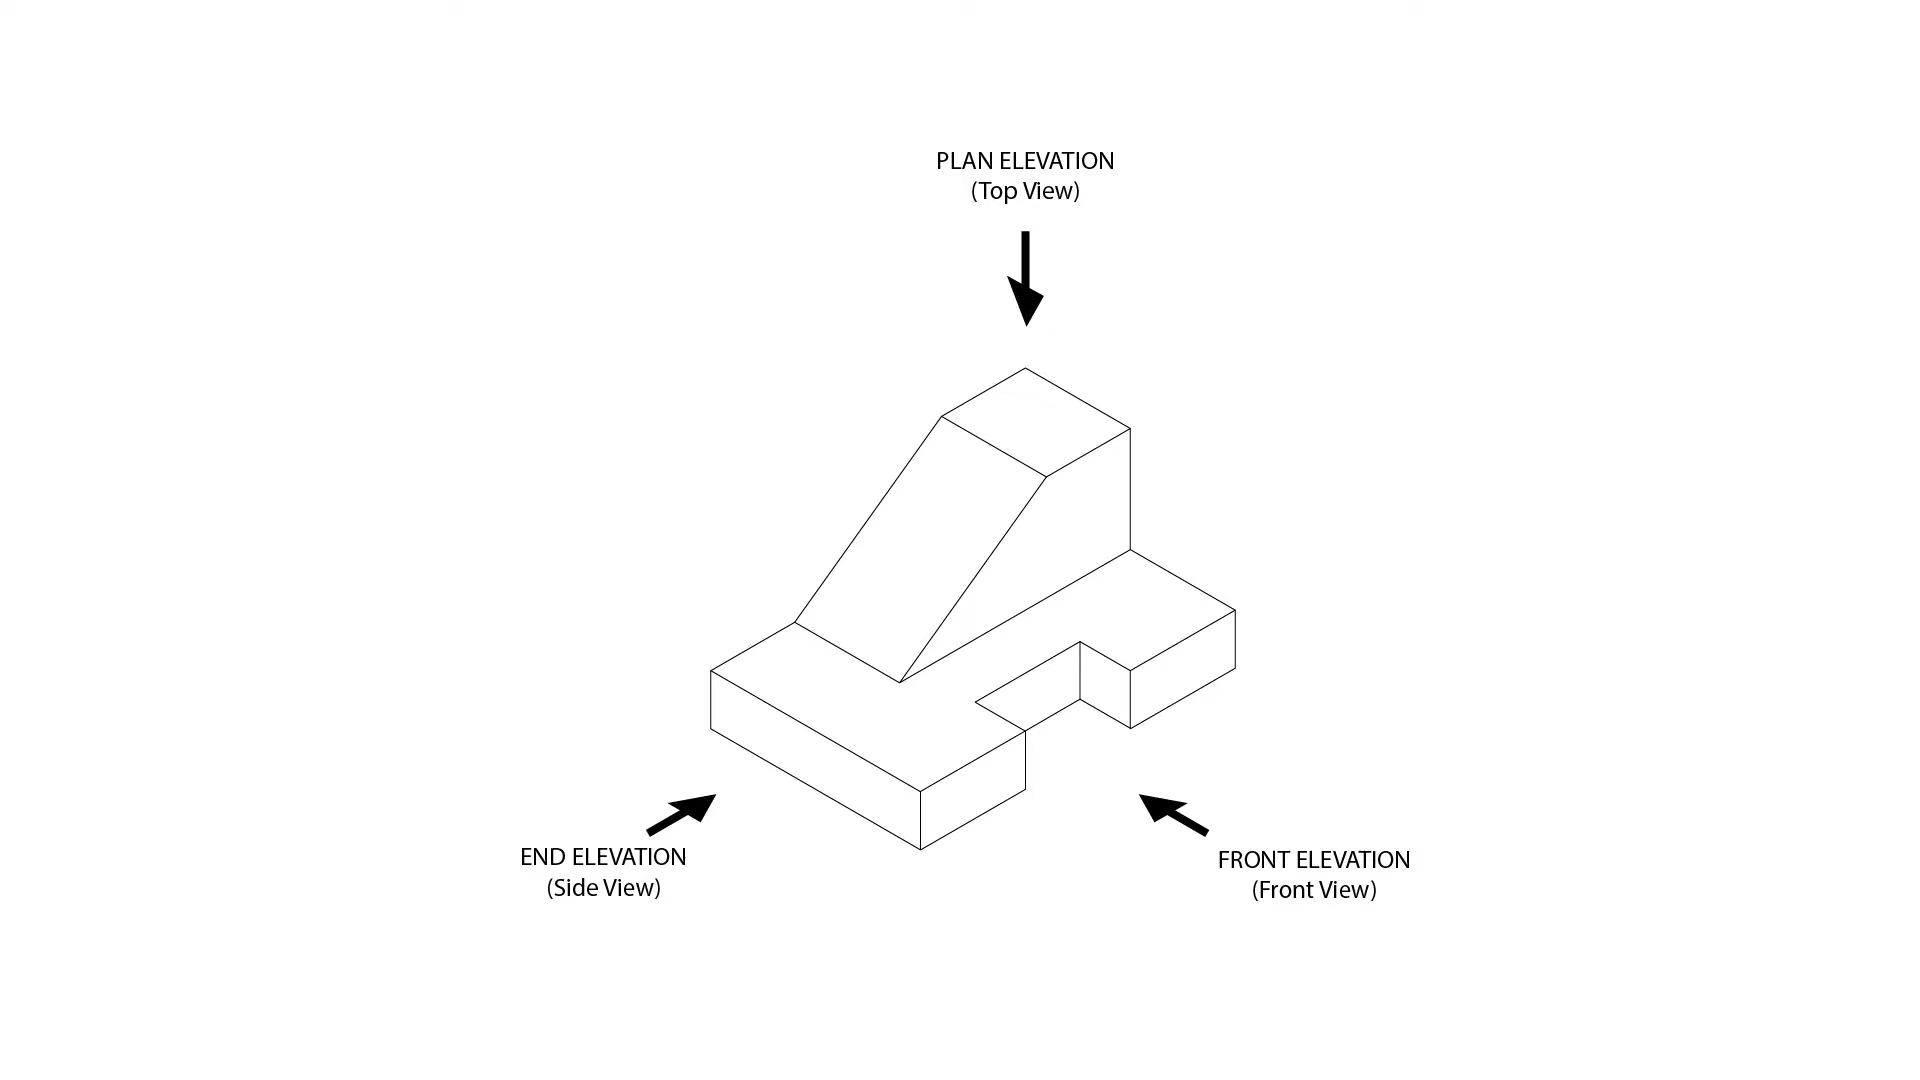 PLAN ELEVATION
(Top View)
END ELEVATION
(Side View)
FRONT ELEVATION
(Front View)